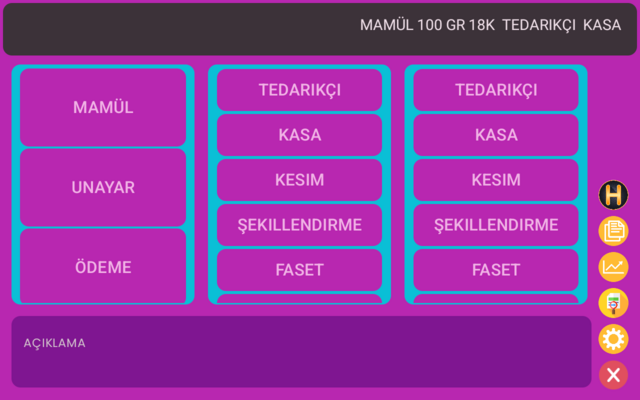 MAMÜL 100 GR 18K TEDARIKÇI KASA
MAMÜL
UNAYAR
ÖDEME
TEDARIKÇI
KASA
KESIM
ŞEKILLENDIRME
FASET
TEDARIKÇI
KASA
KESIM
ŞEKILLENDIRME
FASET
H
AÇIKLAMA